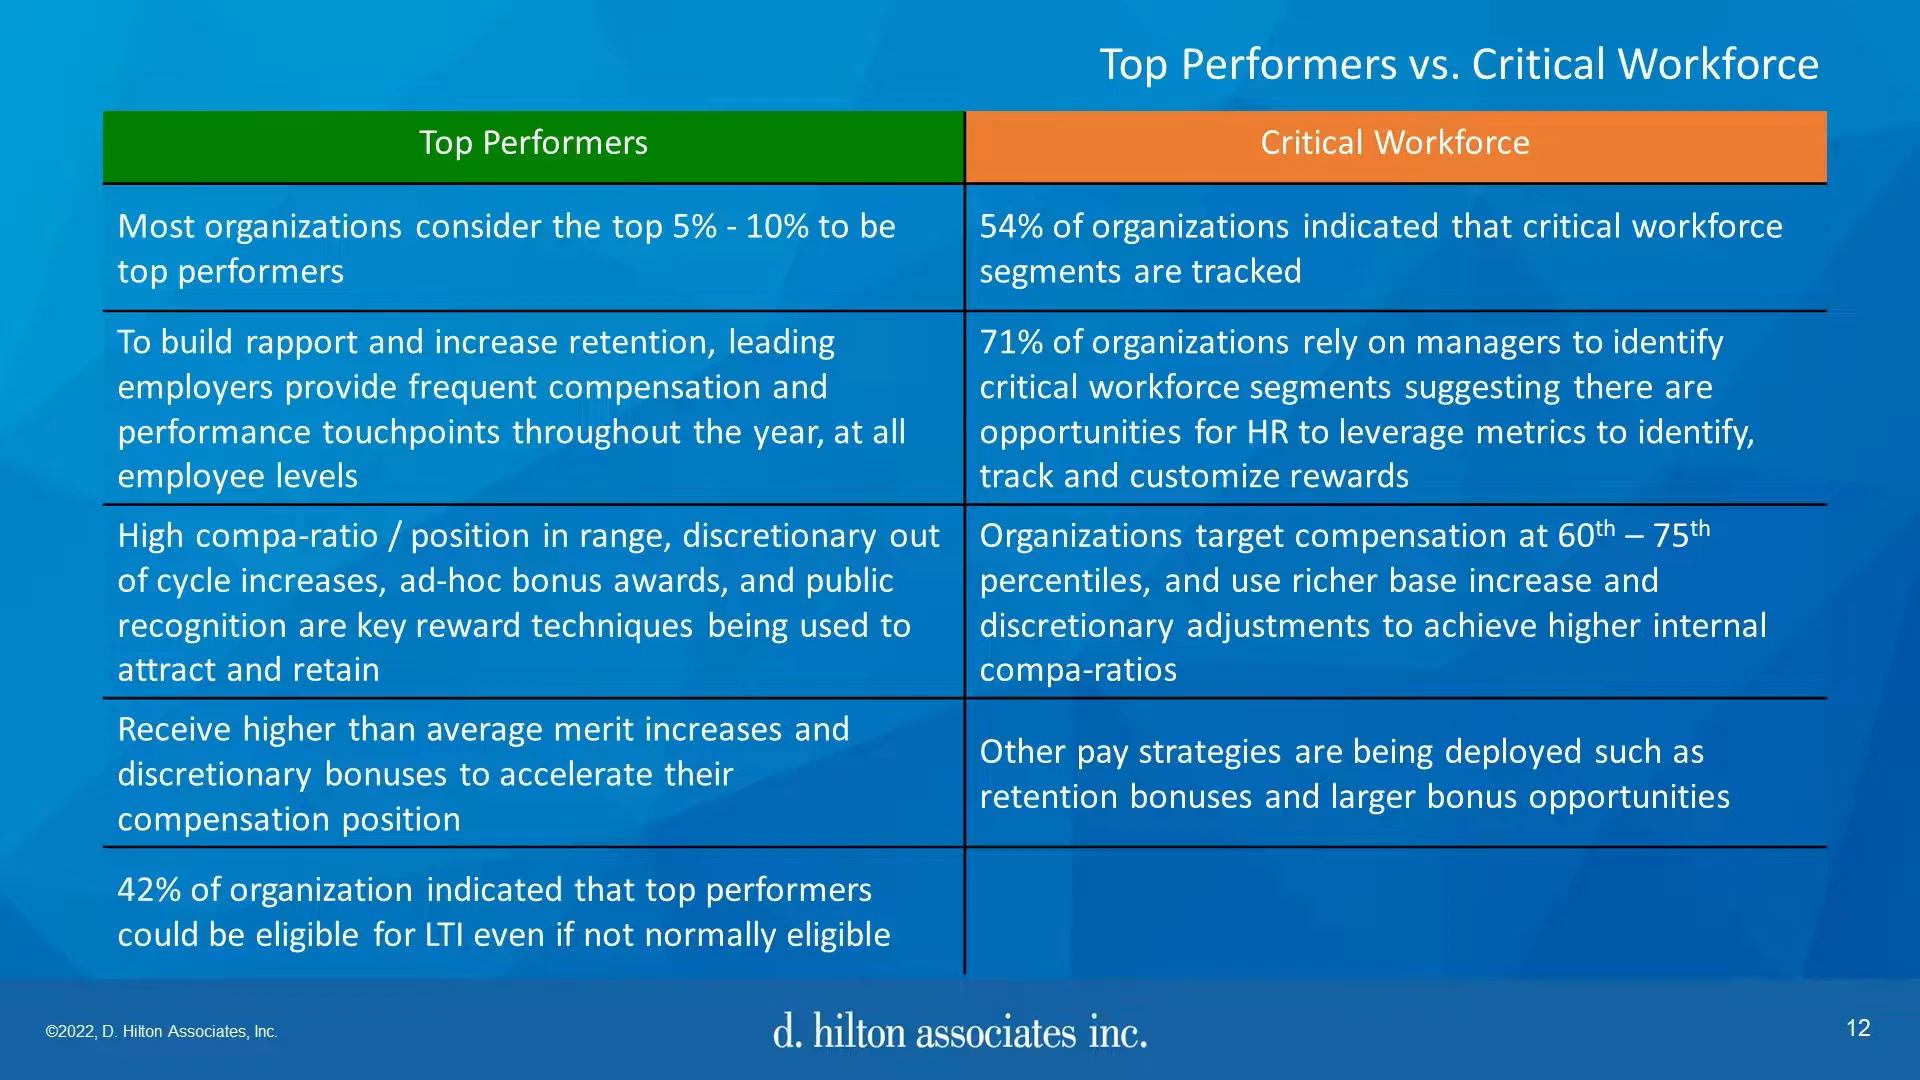 Top Performers vs. Critical Workforce
Top Performers
Critical Workforce
Most organizations consider the top 5% - 10% to be
top performers
54% of organizations indicated that critical workforce
segments are tracked
To build rapport and increase retention, leading
employers provide frequent compensation and
performance touchpoints throughout the year, at all
employee levels
71% of organizations rely on managers to identify
critical workforce segments suggesting there are
opportunities for HR to leverage metrics to identify,
track and customize rewards
High compa-ratio / position in range, discretionary out
of cycle increases, ad-hoc bonus awards, and public
recognition are key reward techniques being used to
attract and retain
Organizations target compensation at 60th – 75th
percentiles, and use richer base increase and
discretionary adjustments to achieve higher internal
compa-ratios
Receive higher than average merit increases and
discretionary bonuses to accelerate their
compensation position
Other pay strategies are being deployed such as
retention bonuses and larger bonus opportunities
42% of organization indicated that top performers
could be eligible for LTI even if not normally eligible
©2022, D. Hilton Associates, Inc.
d. hilton associates inc.
12